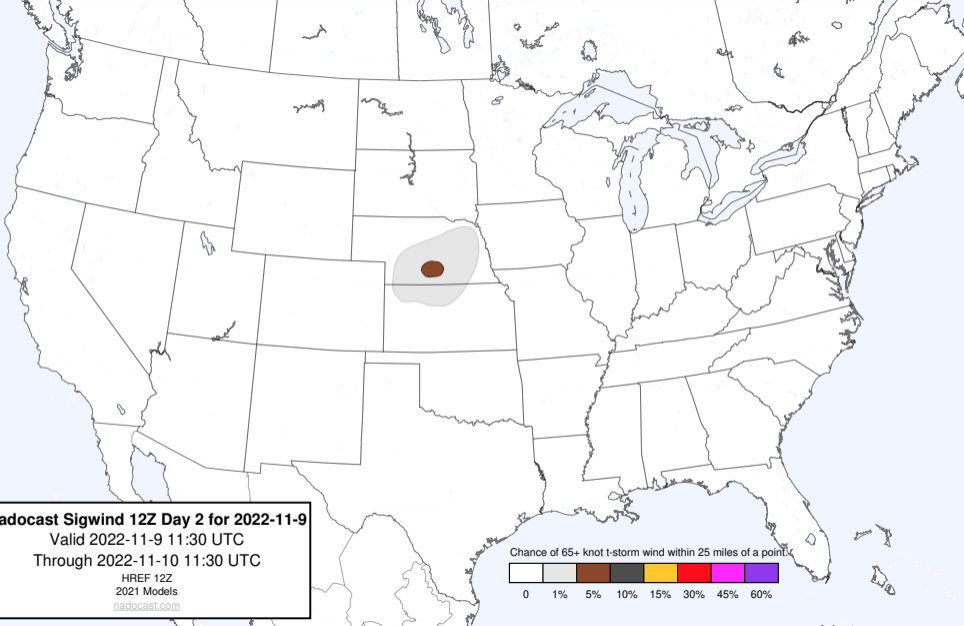 adocast Sigwind 12Z Day 2 for 2022-11-9
Valid 2022-11-9 11:30 UTC
Through 2022-11-10 11:30 UTC
HREF 12Z
2021 Models
nadocast.com
Chance of 65+ knot t-storm wind within 25 miles of a point.
0 1% 5% 10% 15% 30% 45% 60%